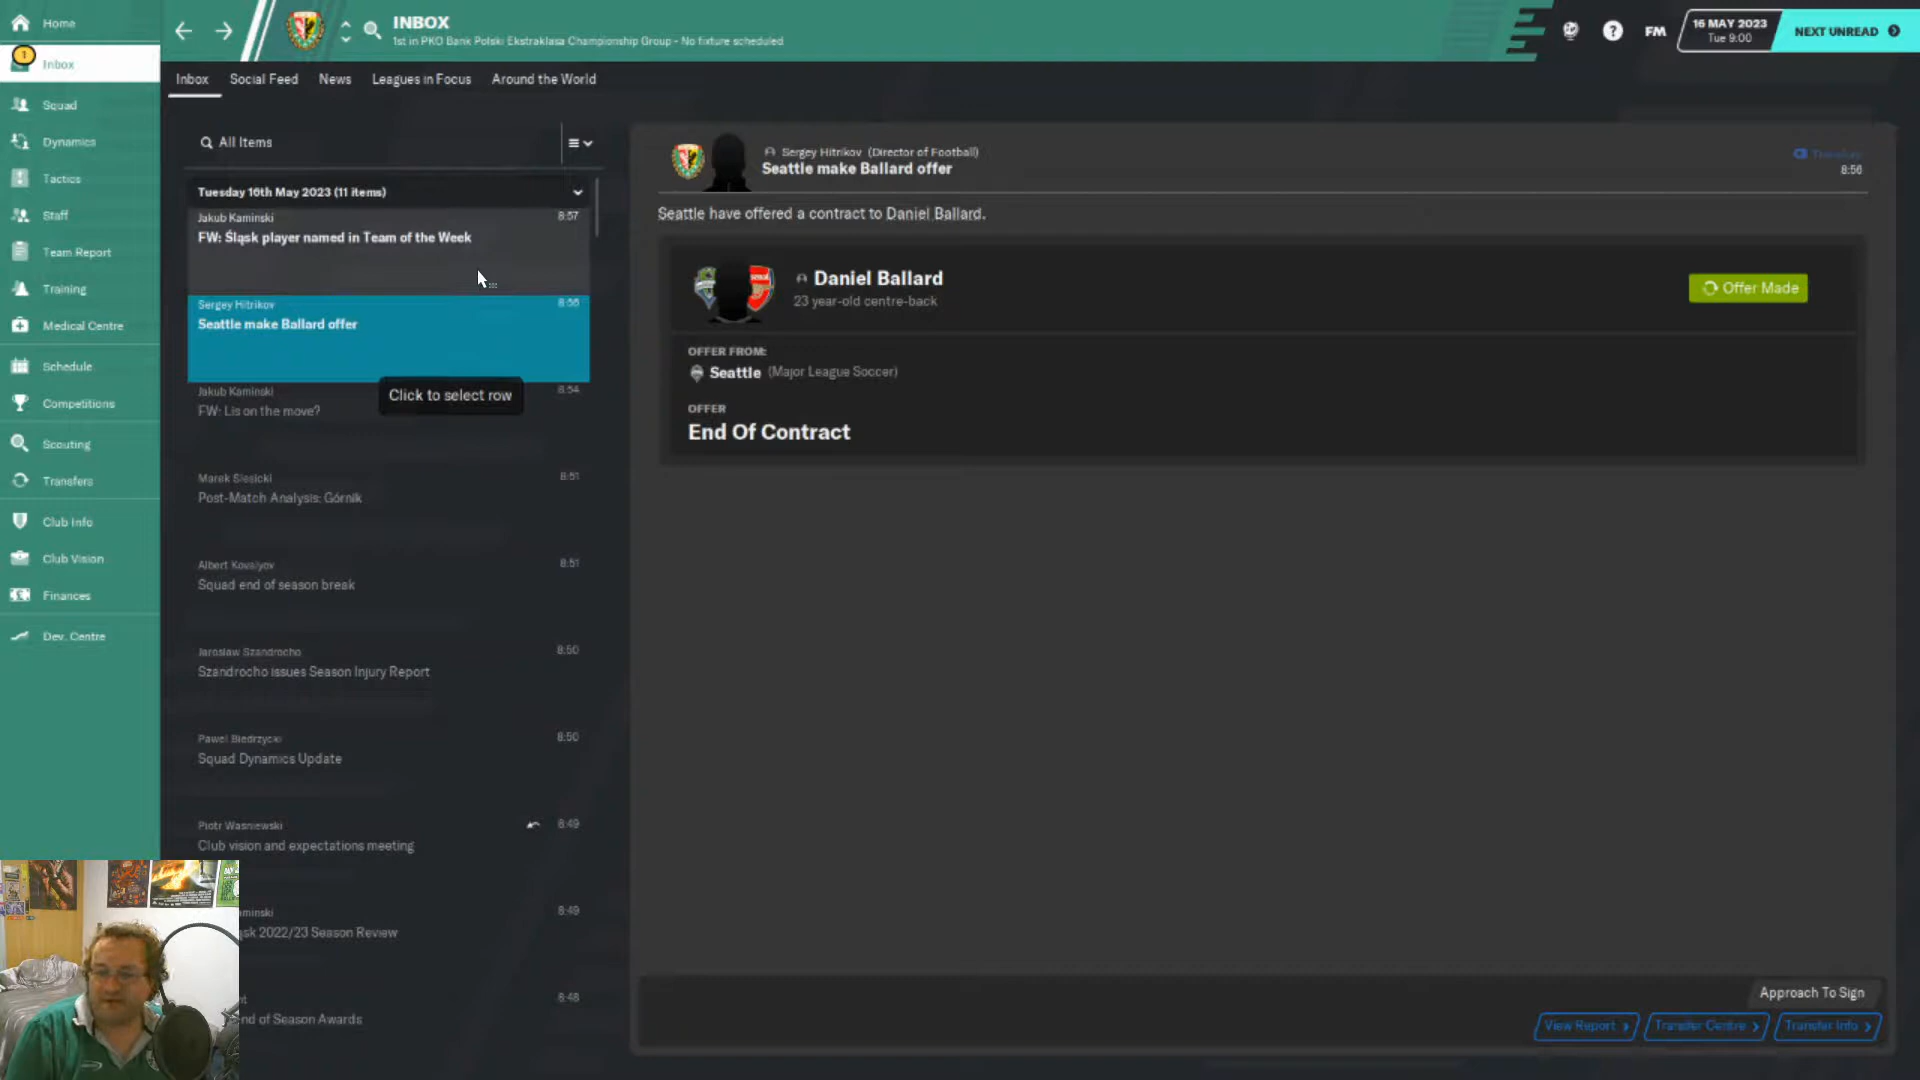 Home
1
Inbox
Squad
Dynamics
Tactics
Staff
Team Report
Training
Medical Centre
Schedule
Competitions
Scouting
Transfers
Club Info
Club Vision
Finances
Dev. Centre
INBOX
1st in PKO Bank Polski Ekstraklasa Championship Group - No fixture scheduled
FM
16 MAY 2023
Tue 9:00
NEXT UNREAD
Inbox
Social Feed
News
Leagues in Focus
Around the World
All Items
Tuesday 16th May 2023 (11 items)
Jakub Kaminski
8:57
FW: Śląsk player named in Team of the Week
Sergey Hitrikov
8:56
Seattle make Ballard offer
Click to select row
Jakub Kaminski
8:54
FW: Lis on the move?
Marek Siesicki
8:51
Post-Match Analysis: Górnik
Albert Kovalyov
8:51
Squad end of season break
Jaroslaw Szandrocho
8:50
Szandrocho issues Season Injury Report
Pawel Biedrzycki
8:50
Squad Dynamics Update
Piotr Wasniewski
8:49
Club vision and expectations meeting
8:49
2022/23 Season Review
8:48
nd of Season Awards
Sergey Hitrikov (Director of Football)
Seattle make Ballard offer
Transfers
8:56
Seattle have offered a contract to Daniel Ballard.
Daniel Ballard
23 year-old centre-back
Offer Made
OFFER FROM:
Seattle (Major League Soccer)
OFFER
End Of Contract
Approach To Sign
View Report
Transfer Centre
Transfer Info